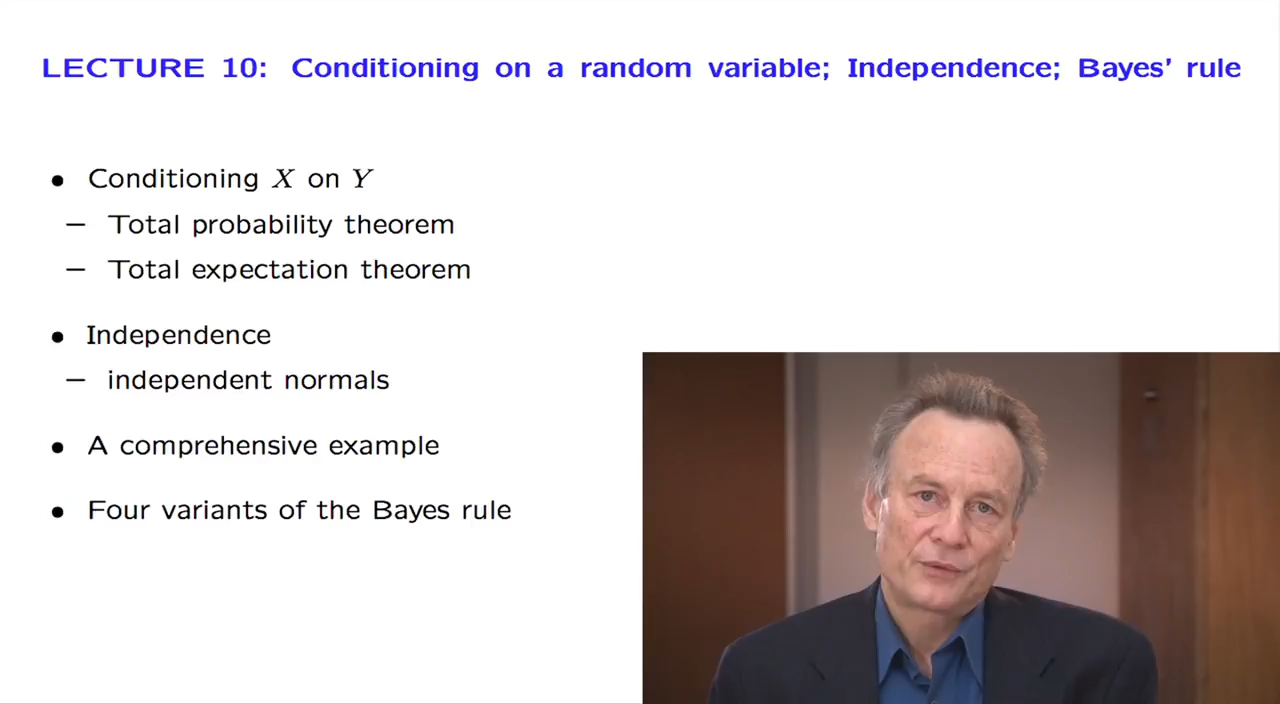 LECTURE 10: Conditioning on a random variable; Independence; Bayes' rule
● Conditioning X on Y
– Total probability theorem
– Total expectation theorem
● Independence
– independent normals
● A comprehensive example
● Four variants of the Bayes rule